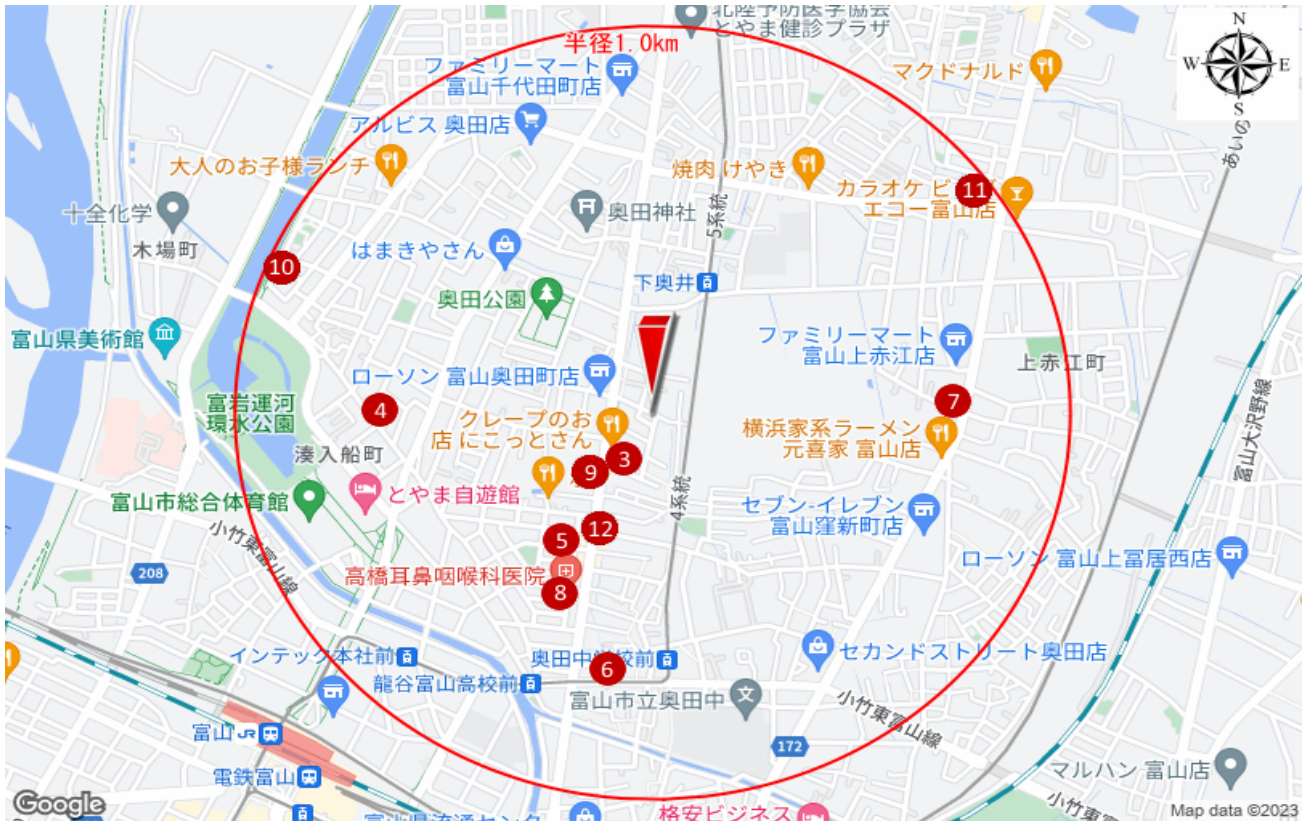 北陸予防医学協会
とやま健診プラザ
N
W
E
S
半径1.0km
ファミリーマート
富山千代田町店
マクドナルド
アルビス 奥田店
大人のお子様ランチ
焼肉 けやき
カラオケ ビ
エコー富山店
11
あいの
十全化学
木場町
奥田神社
5系統
はまきやさん
10
下奥井
奥田公園
富山県美術館
ファミリーマート
富山上赤江店
上赤江町
ローソン 富山奥田町店
富岩運河
環水公園
4
7
クレープのお
店 にこっとさん
横浜家系ラーメン
元喜家 富山店
富山大沢野線
湊入船町
9
3
とやま自遊館
富山市総合体育館
4系統
セブン-イレブン
富山窪新町店
小竹東富山線
12
5
ローソン 富山上冨居西店
208
高橋耳鼻咽喉科医院
8
インテック本社前
奥田中学校前
6
セカンドストリート奥田店
龍谷富山高校前
富山市立奥田中
小竹東富山線
富山 JR
172
電鉄富山
マルハン 富山店
Google
格安ビジネス
小竹東富
Map data ©2023